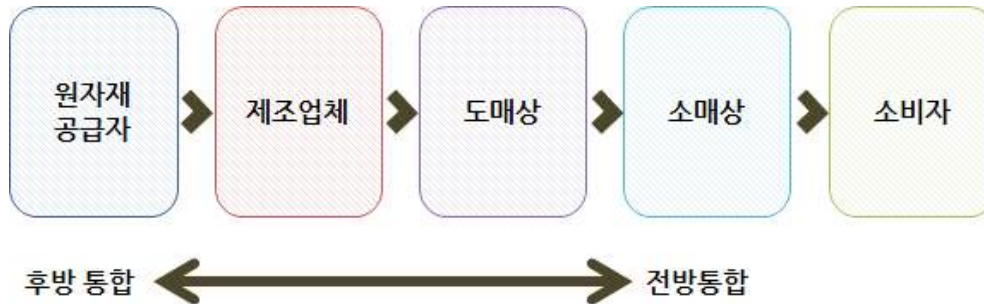 원자재
공급자
제조업체
도매상
소매상
소비자
후방 통합
전방통합